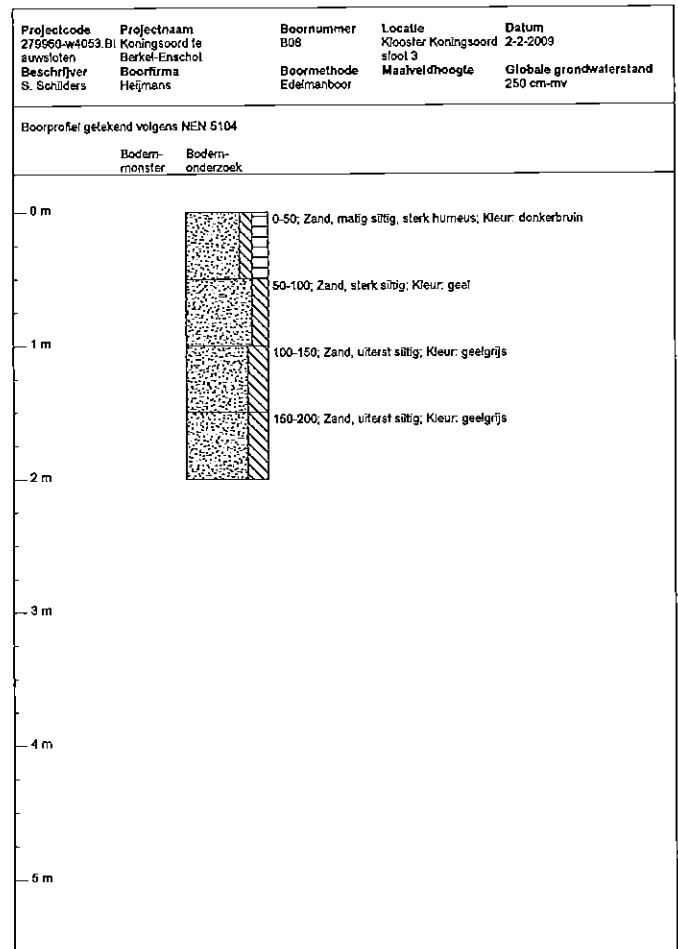 Projectcode Projectnaam Boornummer Locatie Datum
279960-w4053.Bl Koningsoord te B08 Klooster Koningsoord 2-2-2009
auwsloten Berkel-Enschot sloot 3
Beschrijver Boorfirma Boormethode Maaiveldhoogte Globale grondwaterstand
S. Schilders Heijmans Edelmanboor 250 cm-mv
Boorprofiel getekend volgens NEN 5104
Bodem- Bodem-
monster onderzoek
0 m
0-50; Zand, matig siltig, sterk humeus; Kleur: donkerbruin
50-100; Zand, sterk siltig; Kleur: geel
1 m
100-150; Zand, uiterst siltig; Kleur: geelgrijs
150-200; Zand, uiterst siltig; Kleur: geelgrijs
2 m
3 m
4 m
5 m